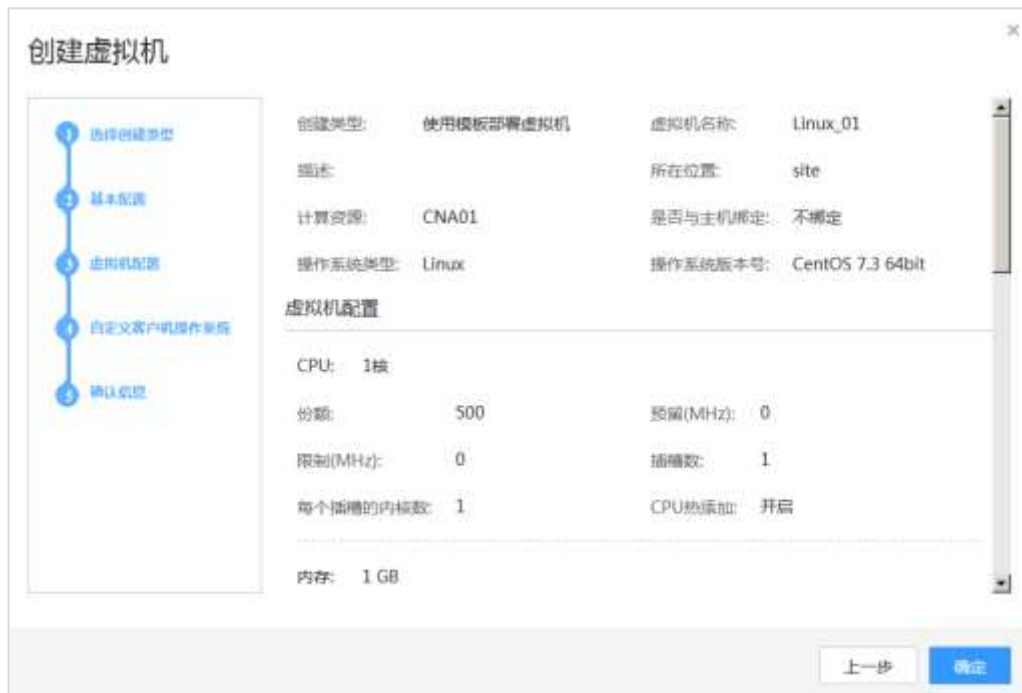 创建虚拟机
×
1 选择创建类型
2 基本配置
3 虚拟机配置
4 自定义客户机操作系统
5 确认信息
创建类型: 使用模板部署虚拟机 虚拟机名称: Linux_01
描述: 所在位置: site
计算资源: CNA01 是否与主机绑定: 不绑定
操作系统类型: Linux 操作系统版本号: CentOS 7.3 64bit
虚拟机配置
CPU: 1核
份额: 500 预留(MHz): 0
限制(MHz): 0 插槽数: 1
每个插槽的内核数: 1 CPU热添加: 开启
内存: 1 GB
上一步 确定